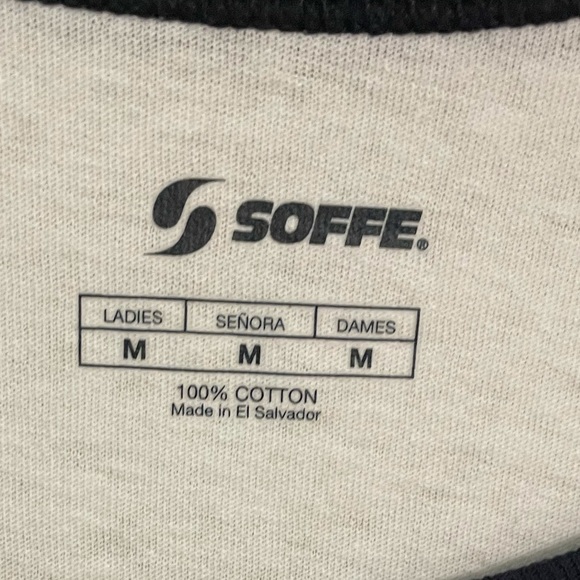 SOFFE®
LADIES SEÑORA DAMES
M M M
100% COTTON
Made in El Salvador